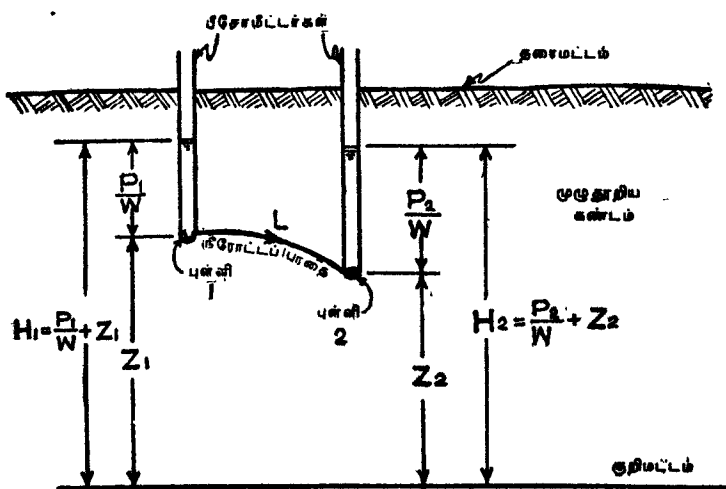 பீசோமீட்டர்கள்
தரைமட்டம்
P1/W
L
P2/W
முழுதூறிய
கண்டம்
நீரோட்டப்பாதை
புள்ளி
1
புள்ளி
2
H1=P1/W+Z1
Z1
H2=P2/W+Z2
Z2
குறிமட்டம்